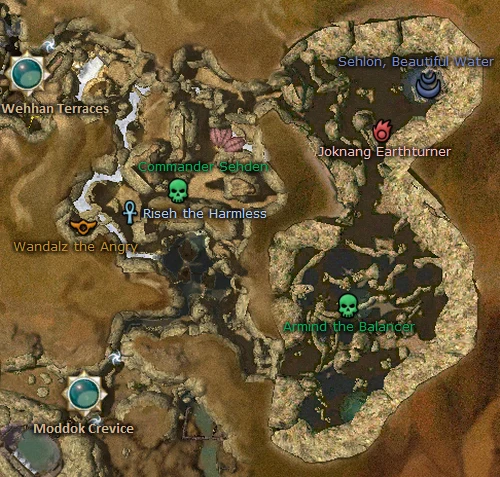 Sehlon, Beautiful Water
Wehhan Terraces
Joknang Earthturner
Commander Sehden
Riseh the Harmless
Wandalz the Angry
Armind the Balancer
Moddok Crevice